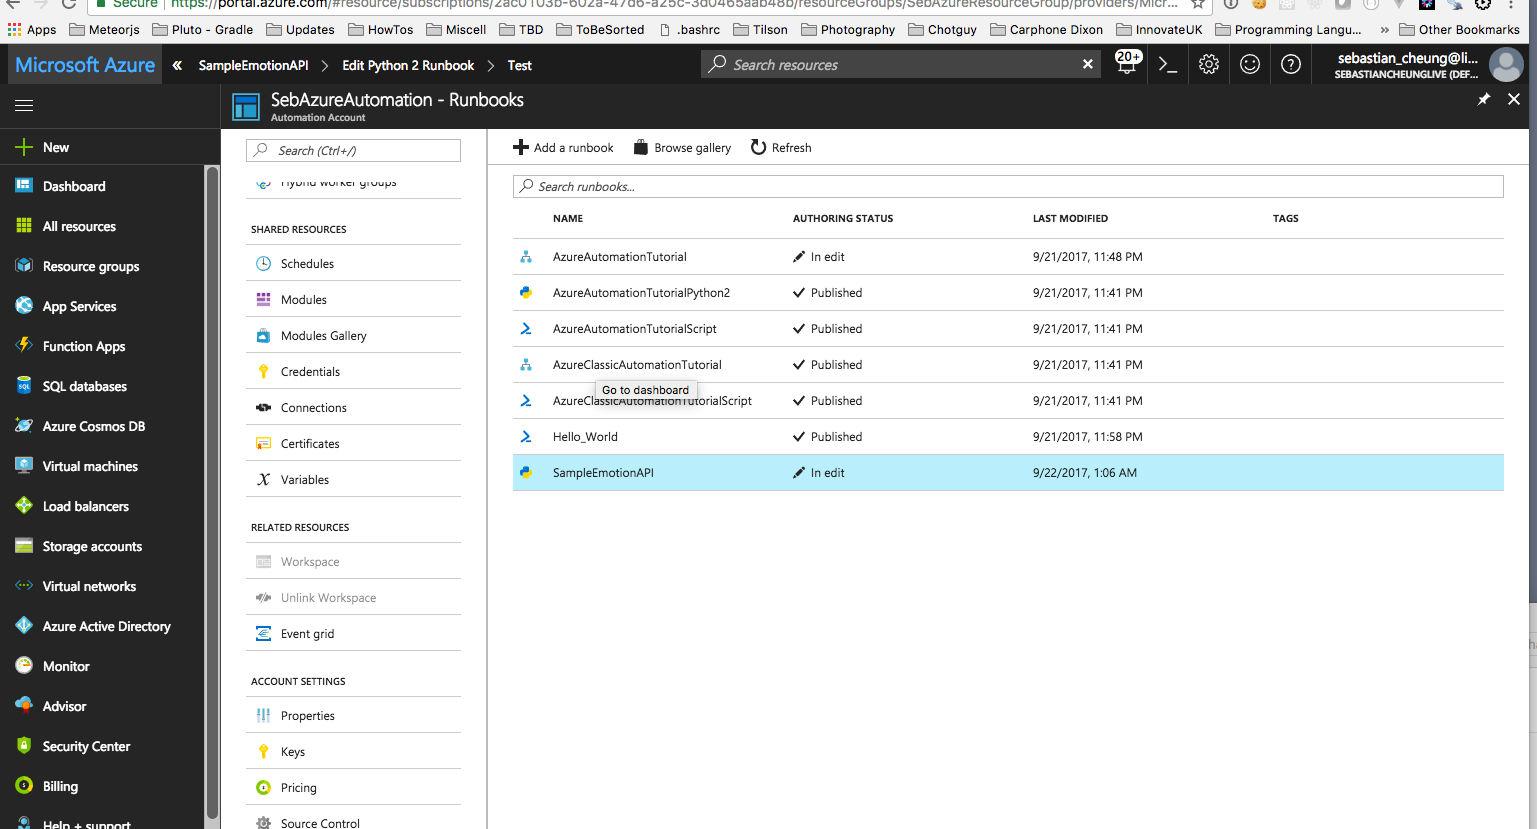 Secure https://portal.azure.com/#resource/subscriptions/2ac0103b-602a-47d6-a25c-3d0465aab48b/resourceGroups/SebAzureResourceGroup/providers/Micr...
Apps Meteorjs Pluto - Gradle Updates HowTos Miscell TBD ToBeSorted .bashrc Tilson Photography Chotguy Carphone Dixon InnovateUK Programming Langu... » Other Bookmarks
Microsoft Azure « SampleEmotionAPI > Edit Python 2 Runbook > Test
Search resources
20+
sebastian_cheung@li...
SEBASTIANCHEUNGLIVE (DEF...
SebAzureAutomation - Runbooks
Automation Account
New
Dashboard
All resources
Resource groups
App Services
Function Apps
SQL databases
Azure Cosmos DB
Virtual machines
Load balancers
Storage accounts
Virtual networks
Azure Active Directory
Monitor
Advisor
Security Center
Billing
Help + support
Search (Ctrl+/)
Hybrid worker groups
SHARED RESOURCES
Schedules
Modules
Modules Gallery
Credentials
Connections
Certificates
Variables
RELATED RESOURCES
Workspace
Unlink Workspace
Event grid
ACCOUNT SETTINGS
Properties
Keys
Pricing
Source Control
Add a runbook Browse gallery Refresh
Search runbooks...
NAME AUTHORING STATUS LAST MODIFIED TAGS
AzureAutomationTutorial In edit 9/21/2017, 11:48 PM
AzureAutomationTutorialPython2 Published 9/21/2017, 11:41 PM
AzureAutomationTutorialScript Published 9/21/2017, 11:41 PM
AzureClassicAutomationTutorial Published 9/21/2017, 11:41 PM
Go to dashboard
AzureClassicAutomationTutorialScript Published 9/21/2017, 11:41 PM
Hello_World Published 9/21/2017, 11:58 PM
SampleEmotionAPI In edit 9/22/2017, 1:06 AM